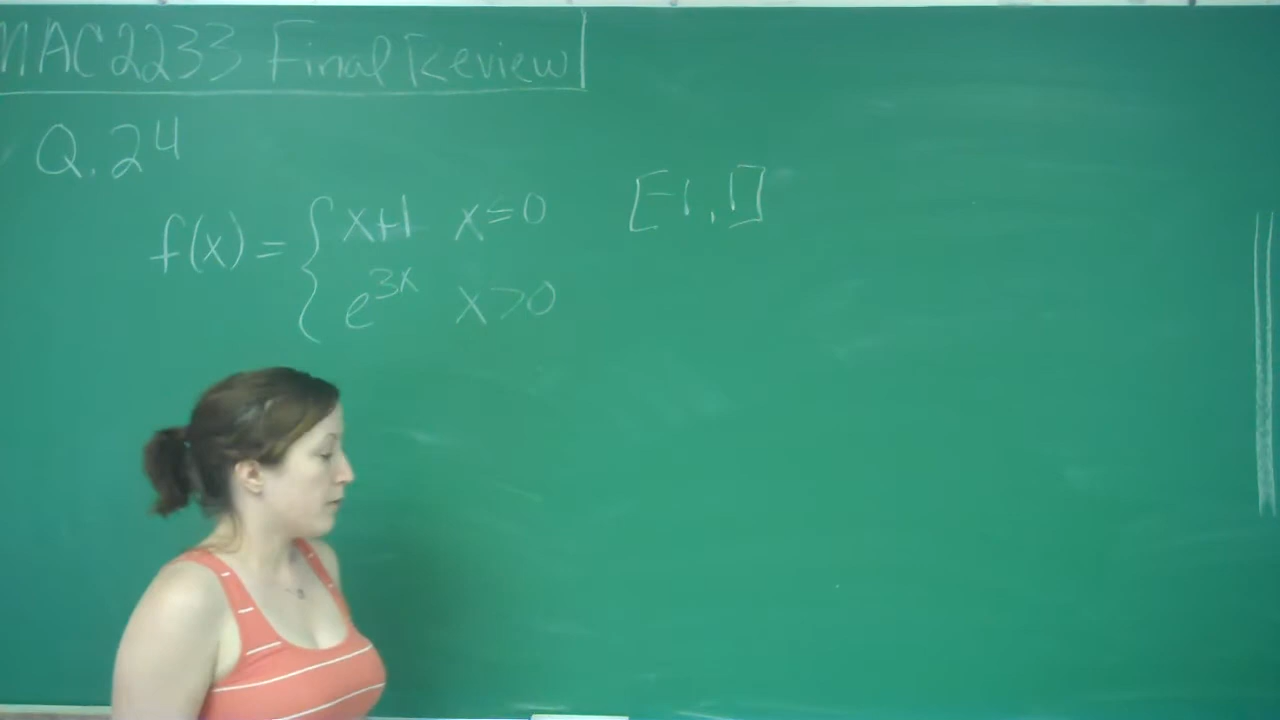 MAC2233 Final Review
Q.24
f(x) = { x+1 x≤0 [-1,1]
e^3x x>0